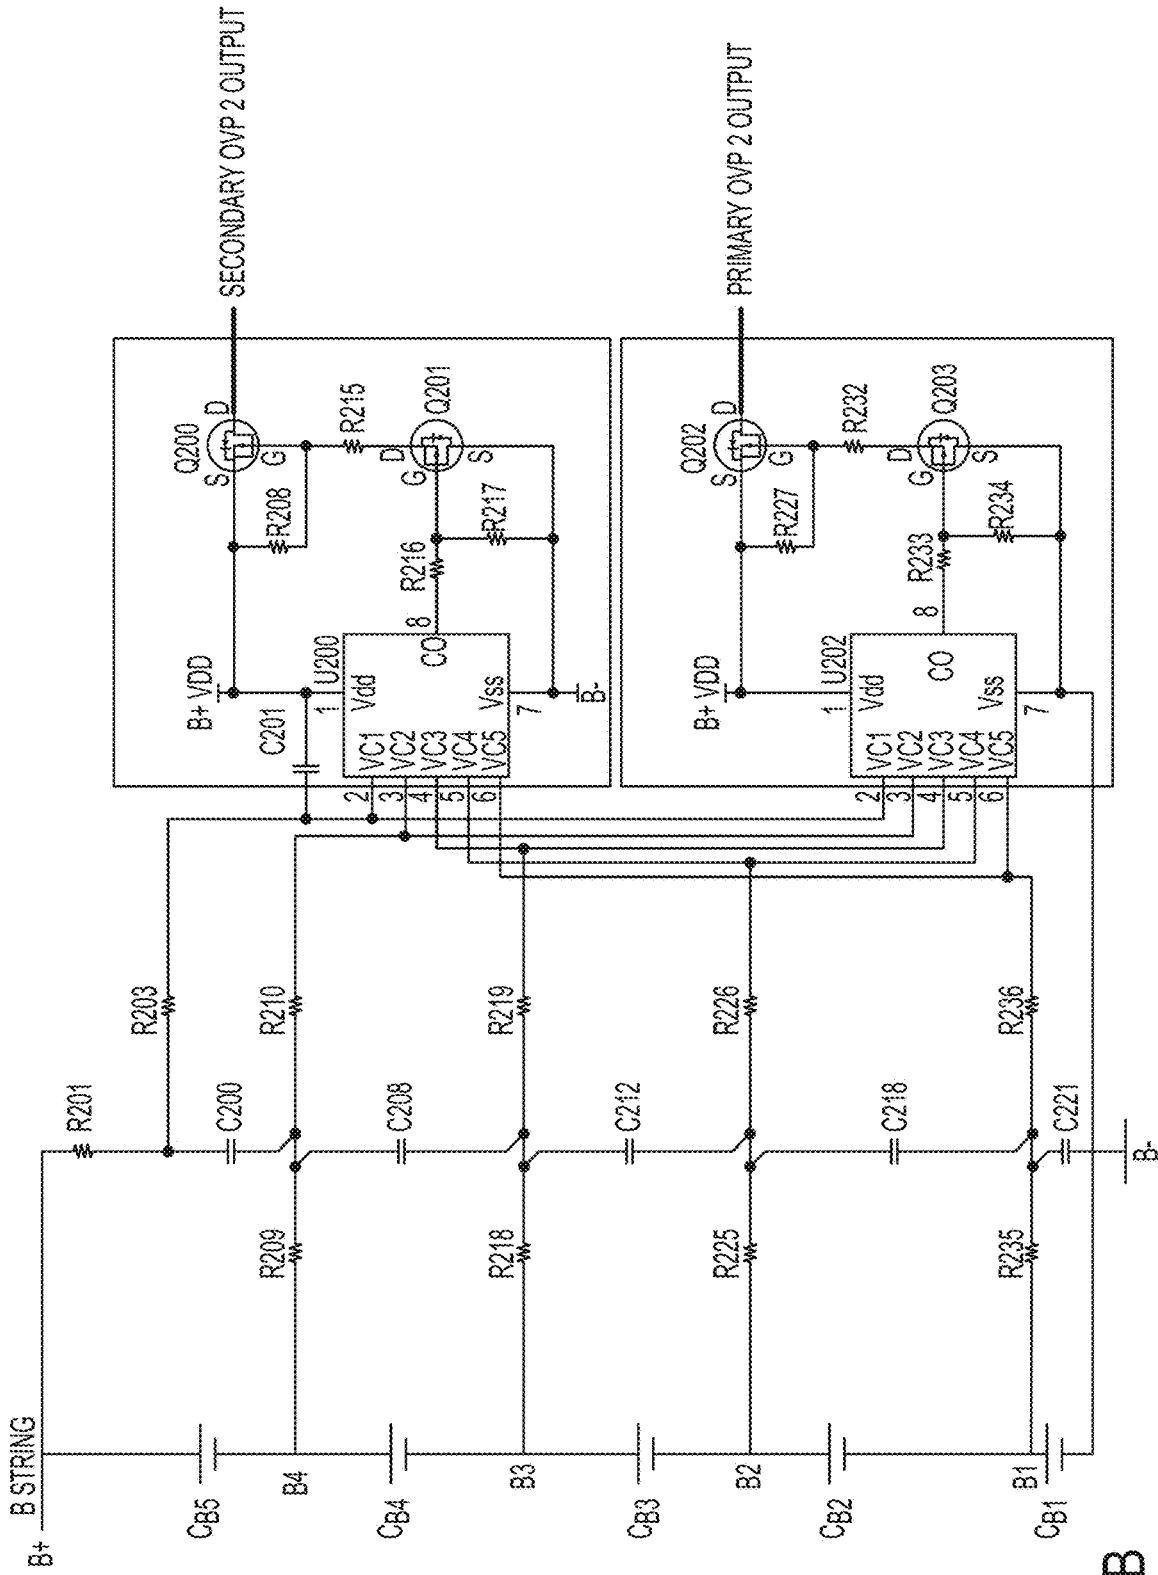 B+
B STRING
CB5
B4
CB4
B3
CB3
B2
CB2
B1
CB1
R201
R203
C200
R209
R210
C208
R218
R219
C212
R225
R226
C218
R235
R236
C221
B-
B+ VDD
C201
1
U200
Vdd
VC1
VC2
VC3
VC4
VC5
Vss
CO
2
3
4
5
6
7
8
B-
R216
R217
R208
R215
Q200
S
D
G
Q201
D
G
S
SECONDARY OVP 2 OUTPUT
B+ VDD
1
U202
Vdd
VC1
VC2
VC3
VC4
VC5
Vss
CO
2
3
4
5
6
7
8
R233
R234
R227
R232
Q202
S
D
G
Q203
D
G
S
PRIMARY OVP 2 OUTPUT
B